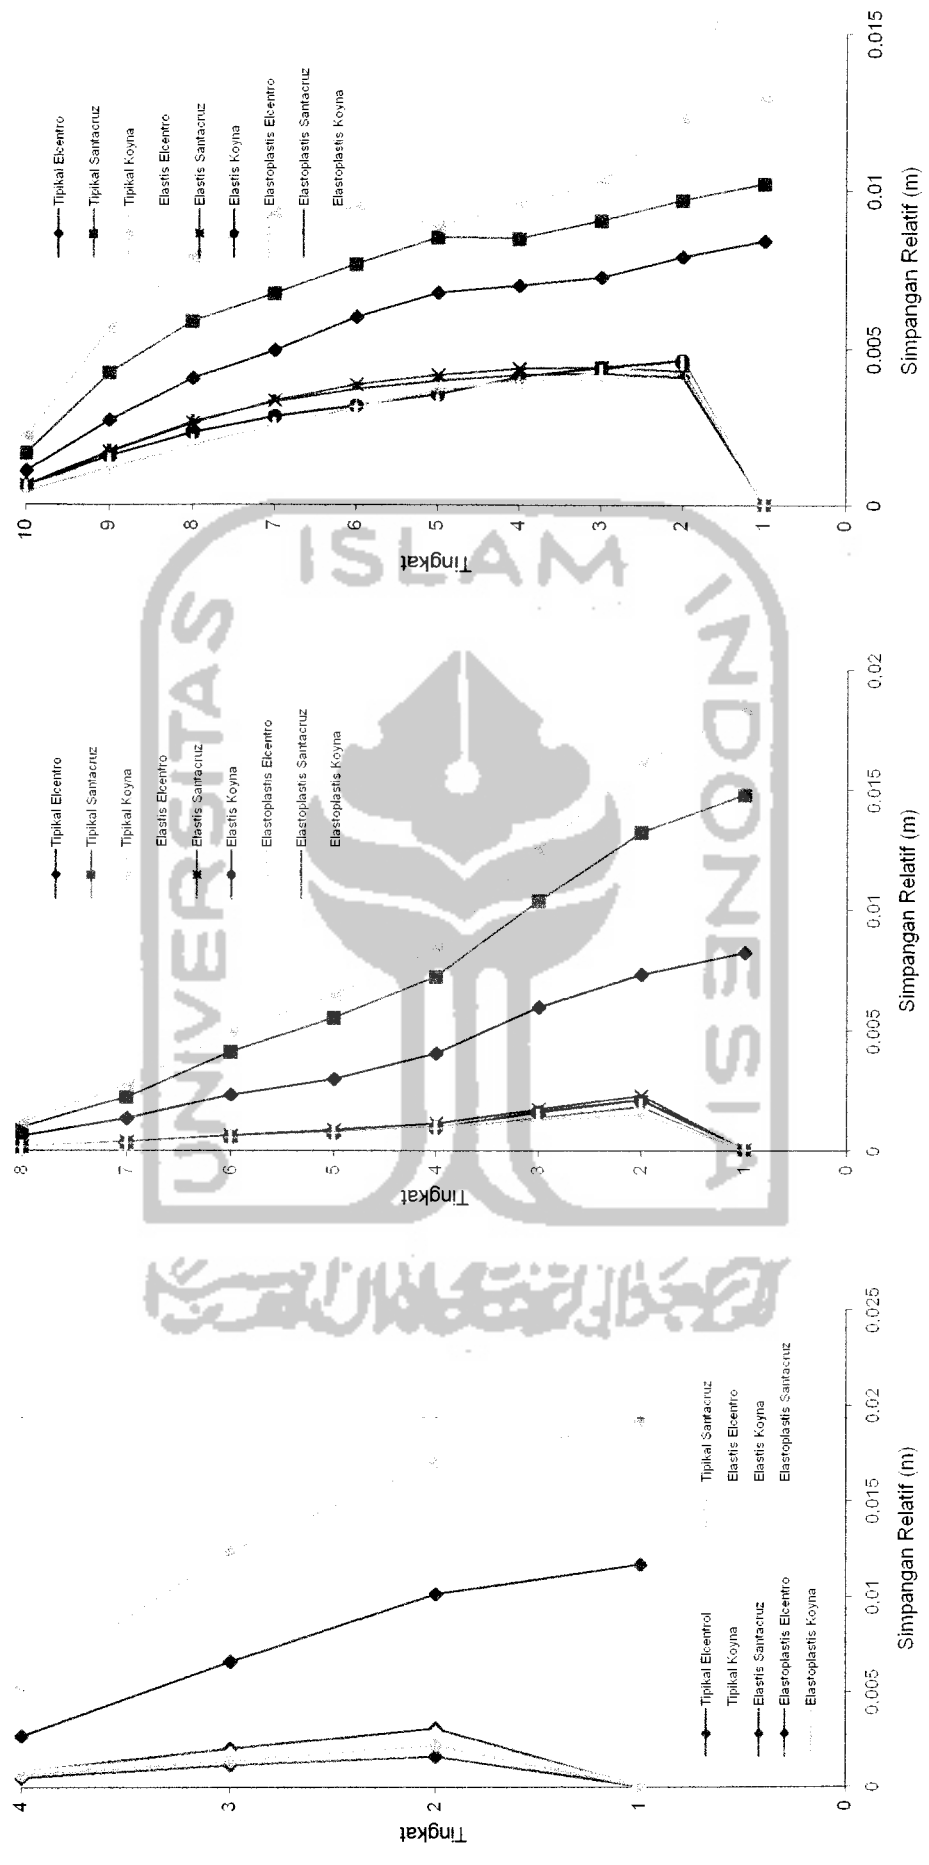 Tingkat
4
3
2
1
0
0
0.005
0.01
0.015
0.02
0.025
Simpangan Relatif (m)
Tipikal Elcentrol
Tipikal Santacruz
Tipikal Koyna
Elastis Elcentro
Elastis Santacruz
Elastis Koyna
Elastoplastis Elcentro
Elastoplastis Santacruz
Elastoplastis Koyna
Tingkat
8
7
6
5
4
3
2
1
0
0
0.005
0.01
0.015
0.02
Simpangan Relatif (m)
Tipikal Elcentro
Tipikal Santacruz
Tipikal Koyna
Elastis Elcentro
Elastis Santacruz
Elastis Koyna
Elastoplastis Elcentro
Elastoplastis Santacruz
Elastoplastis Koyna
Tingkat
10
9
8
7
6
5
4
3
2
1
0
0
0.005
0.01
0.015
Simpangan Relatif (m)
Tipikal Elcentro
Tipikal Santacruz
Tipikal Koyna
Elastis Elcentro
Elastis Santacruz
Elastis Koyna
Elastoplastis Elcentro
Elastoplastis Santacruz
Elastoplastis Koyna
UNIVERSITAS
ISLAM
INDONESIA